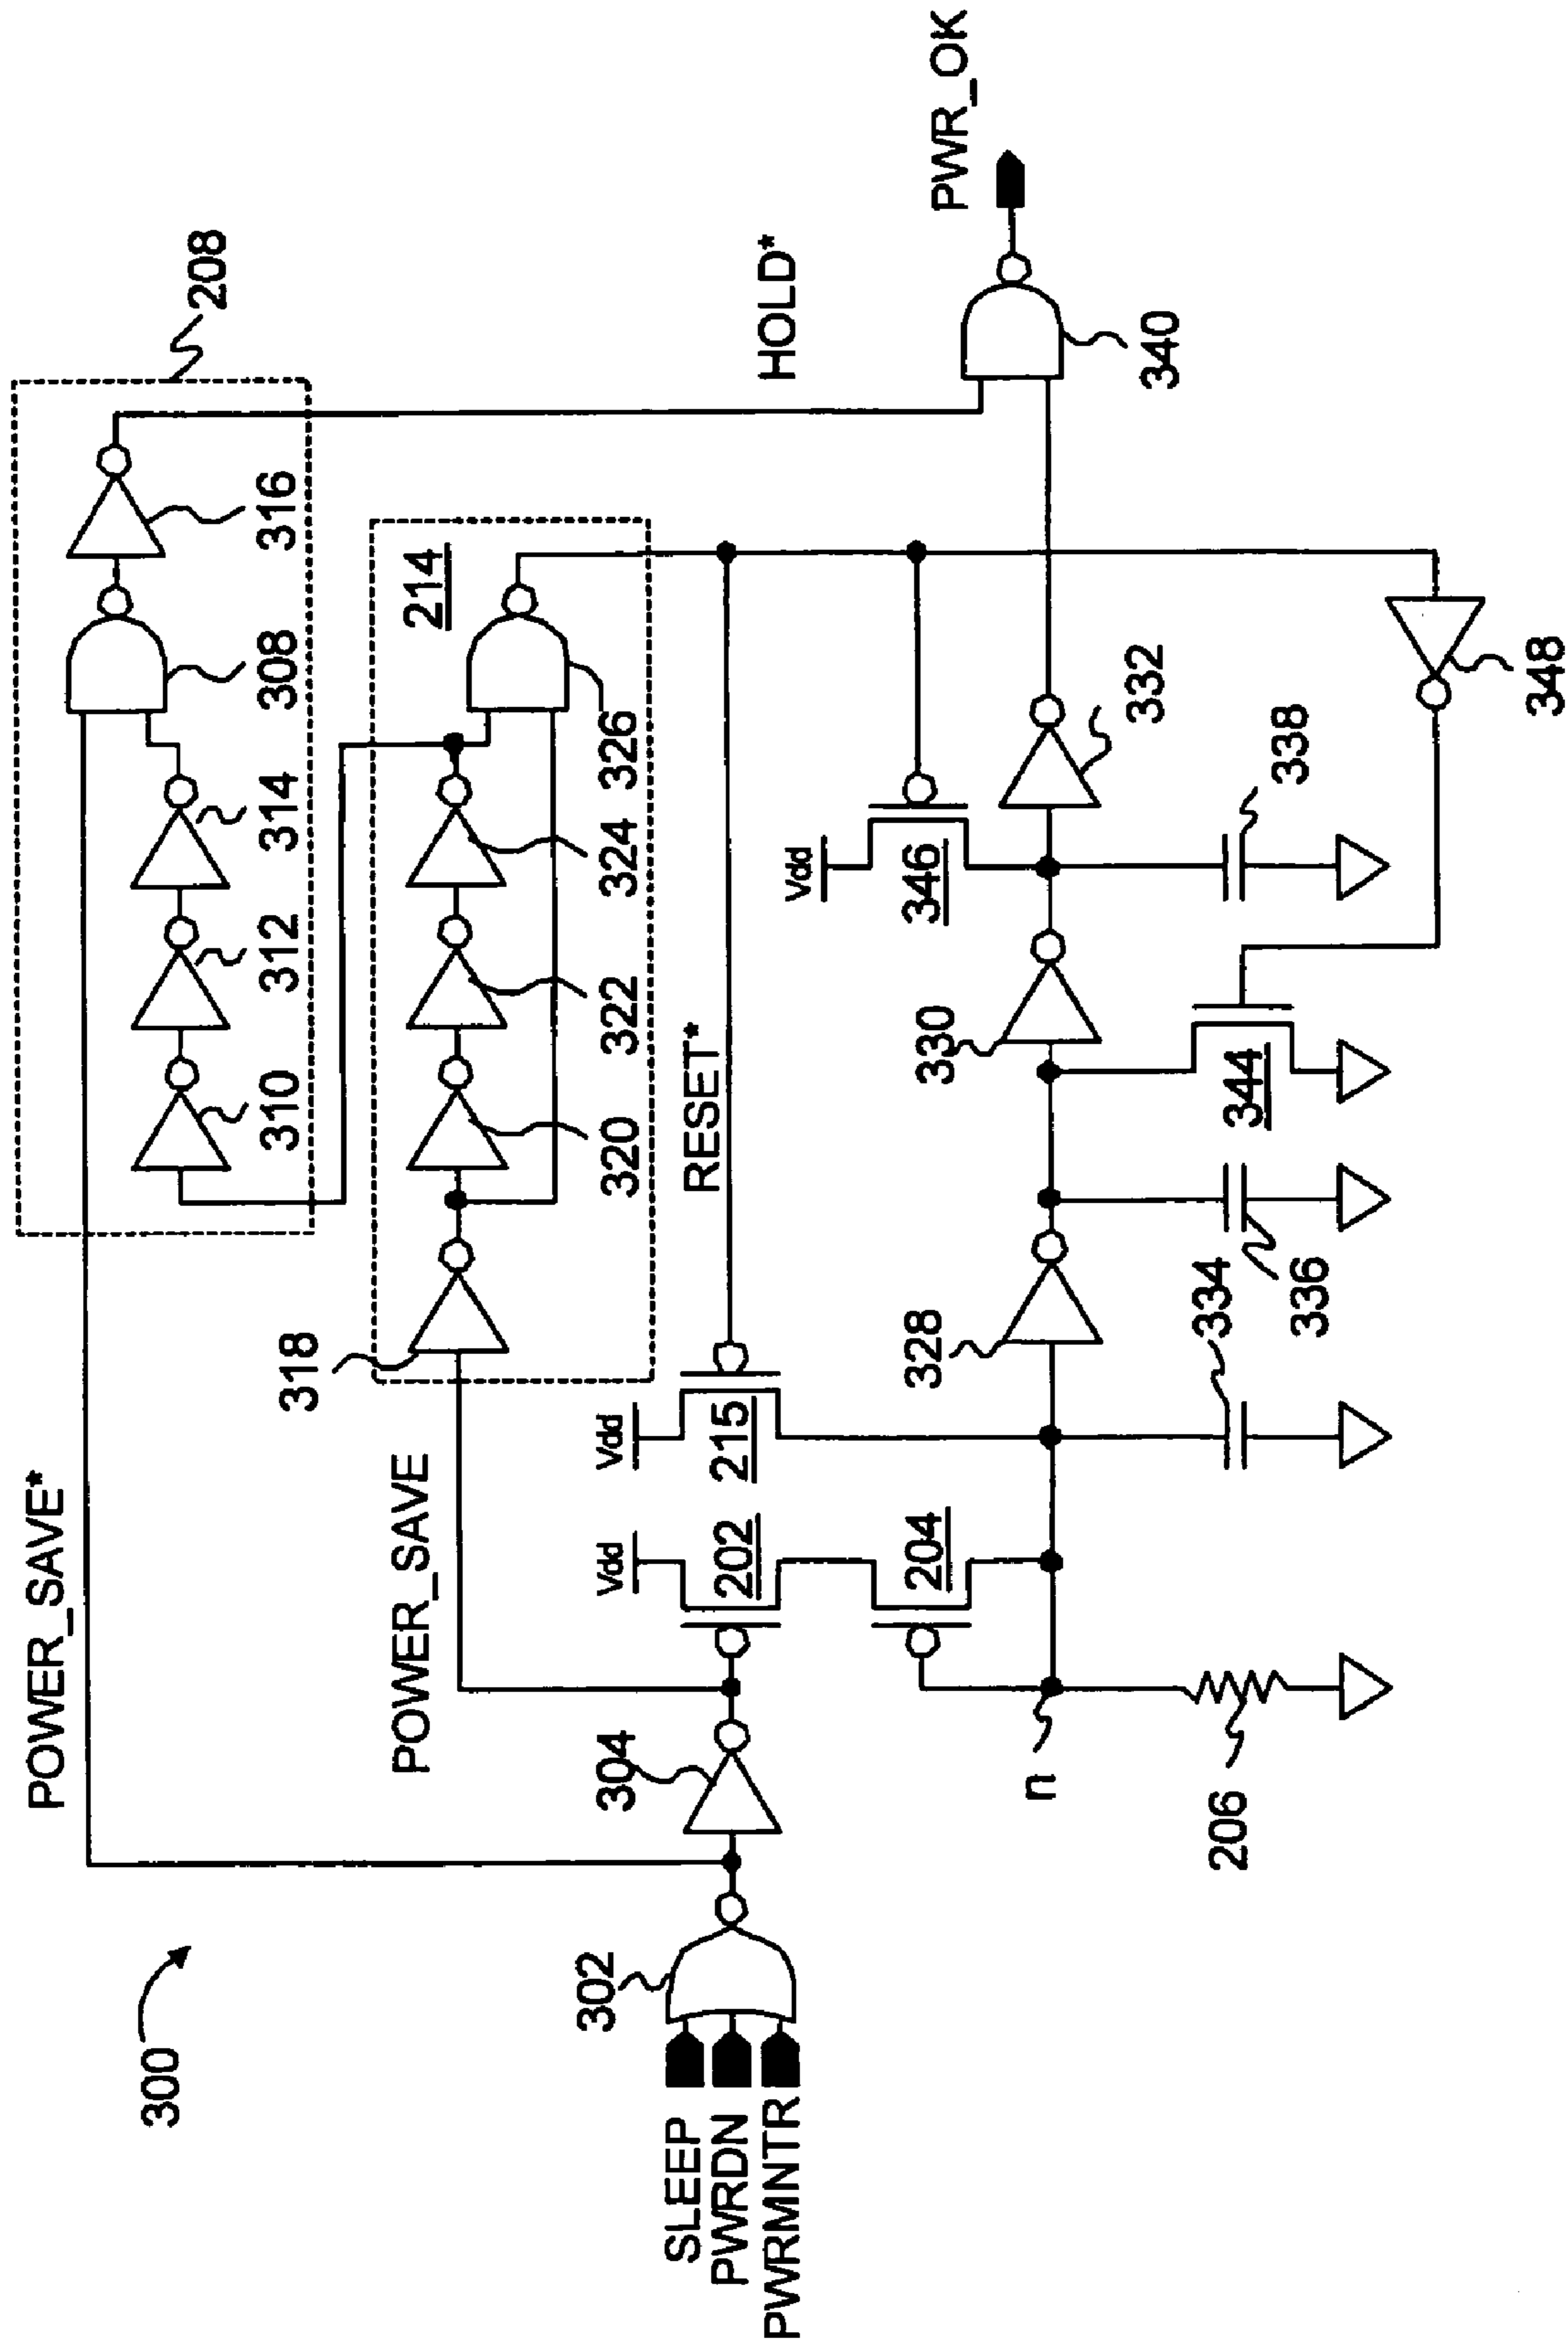 300
POWER_SAVE*
208
310
312
314
308
316
POWER_SAVE
318
214
320
322
324
326
HOLD*
SLEEP
PWRDN
PWRMNTR
302
304
RESET*
Vdd
202
204
Vdd
215
Vdd
346
n
206
328
334
336
330
344
332
338
348
340
PWR_OK